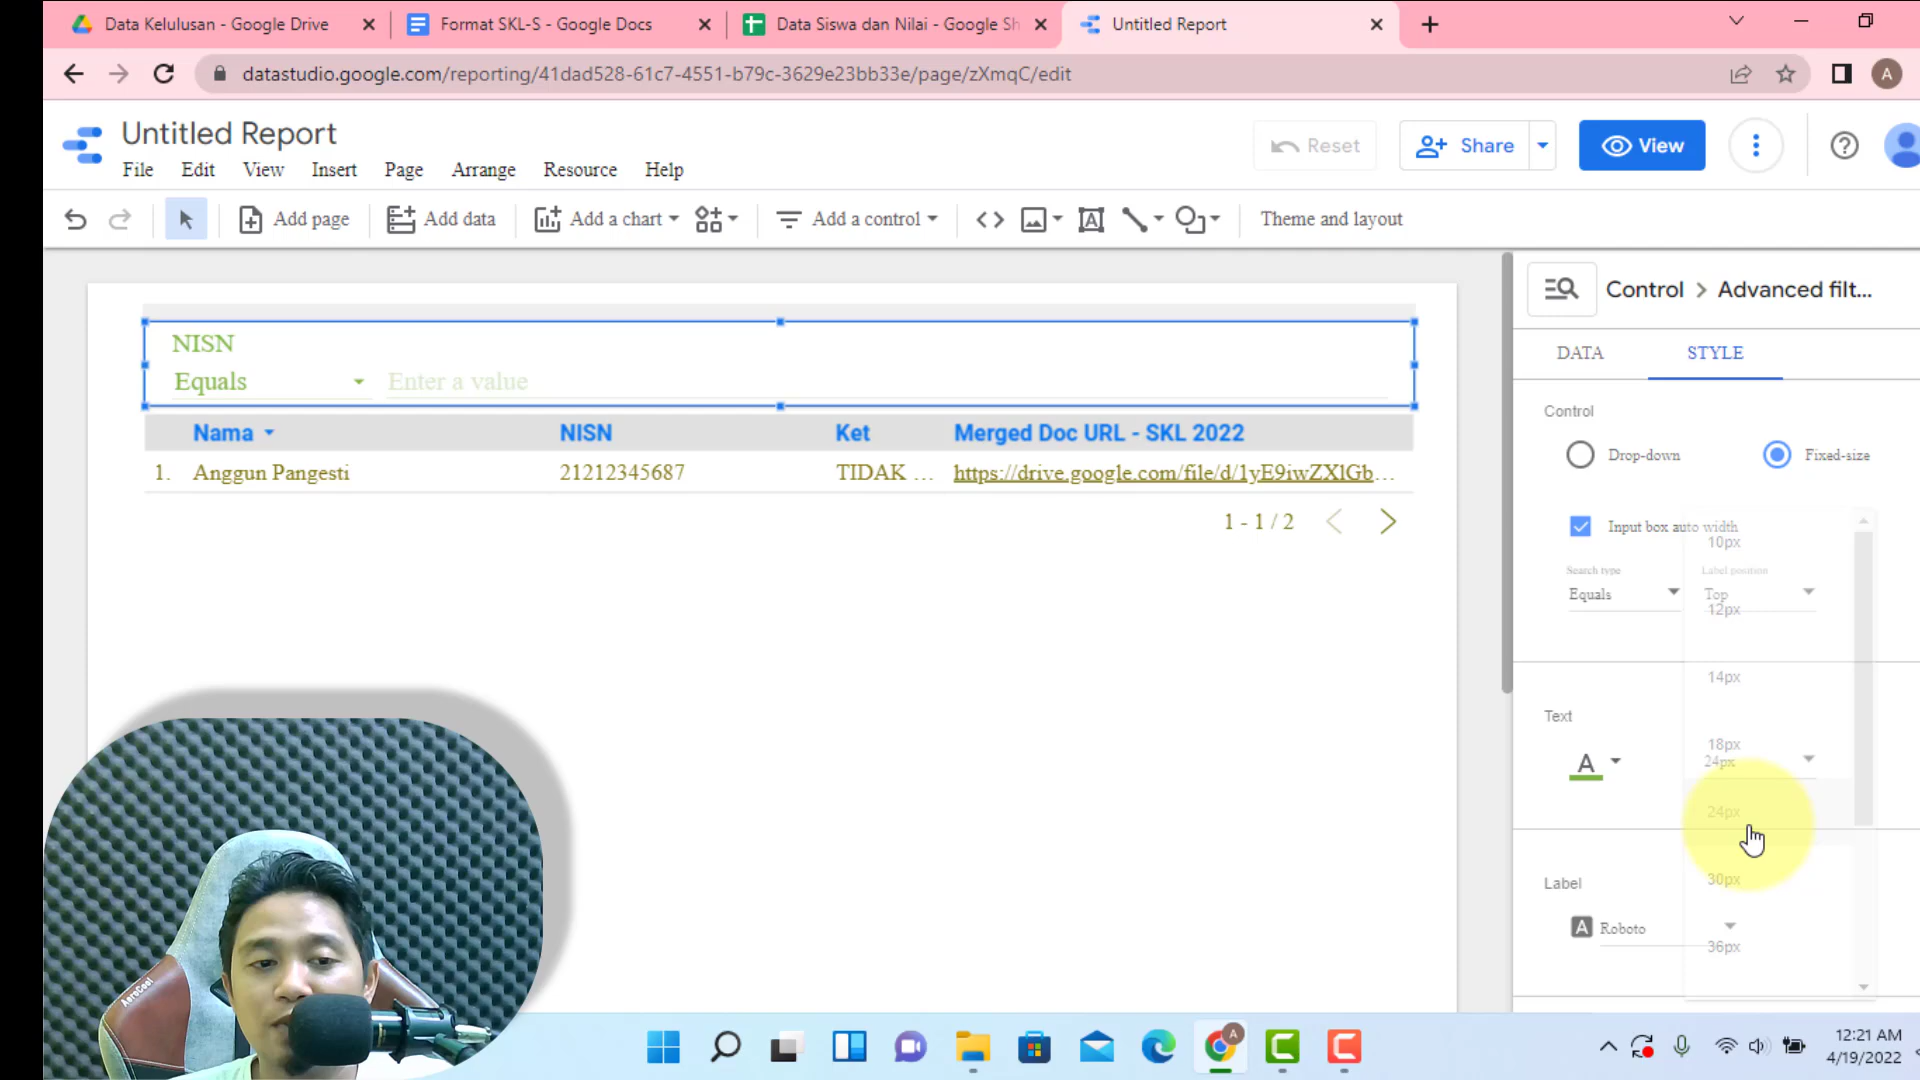 Data Kelulusan - Google Drive
Format SKL-S - Google Docs
Data Siswa dan Nilai - Google Sh
Untitled Report
datastudio.google.com/reporting/41dad528-61c7-4551-b79c-3629e23bb33e/page/zXmqC/edit
A
Untitled Report
Reset
Share
View
File Edit View Insert Page Arrange Resource Help
Add page
Add data
Add a chart
Add a control
Theme and layout
Control > Advanced filt...
DATA
STYLE
NISN
Equals
Enter a value
Nama NISN Ket Merged Doc URL - SKL 2022
1. Anggun Pangesti 21212345687 TIDAK ... https://drive.google.com/file/d/1yE9iwZXlGb...
1 - 1 / 2
Control
Drop-down
Fixed-size
Input box auto width
10px
Search type
Label position
Equals
Top
12px
14px
Text
18px
24px
A
24px
30px
Label
A Roboto
36px
AeroCool
A
12:21 AM
4/19/2022